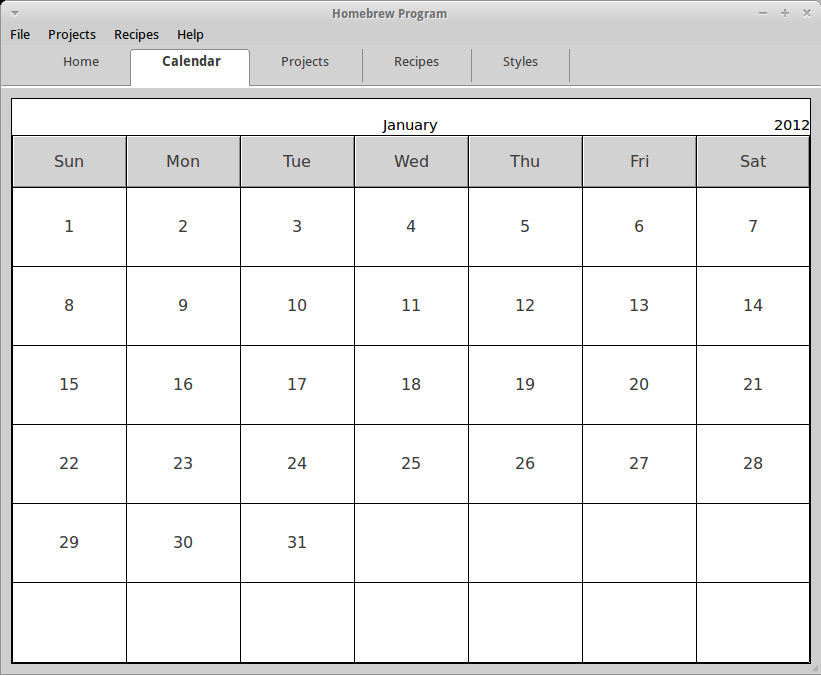 Homebrew Program
File Projects Recipes Help
Home Calendar Projects Recipes Styles
January 2012
Sun Mon Tue Wed Thu Fri Sat
1 2 3 4 5 6 7
8 9 10 11 12 13 14
15 16 17 18 19 20 21
22 23 24 25 26 27 28
29 30 31